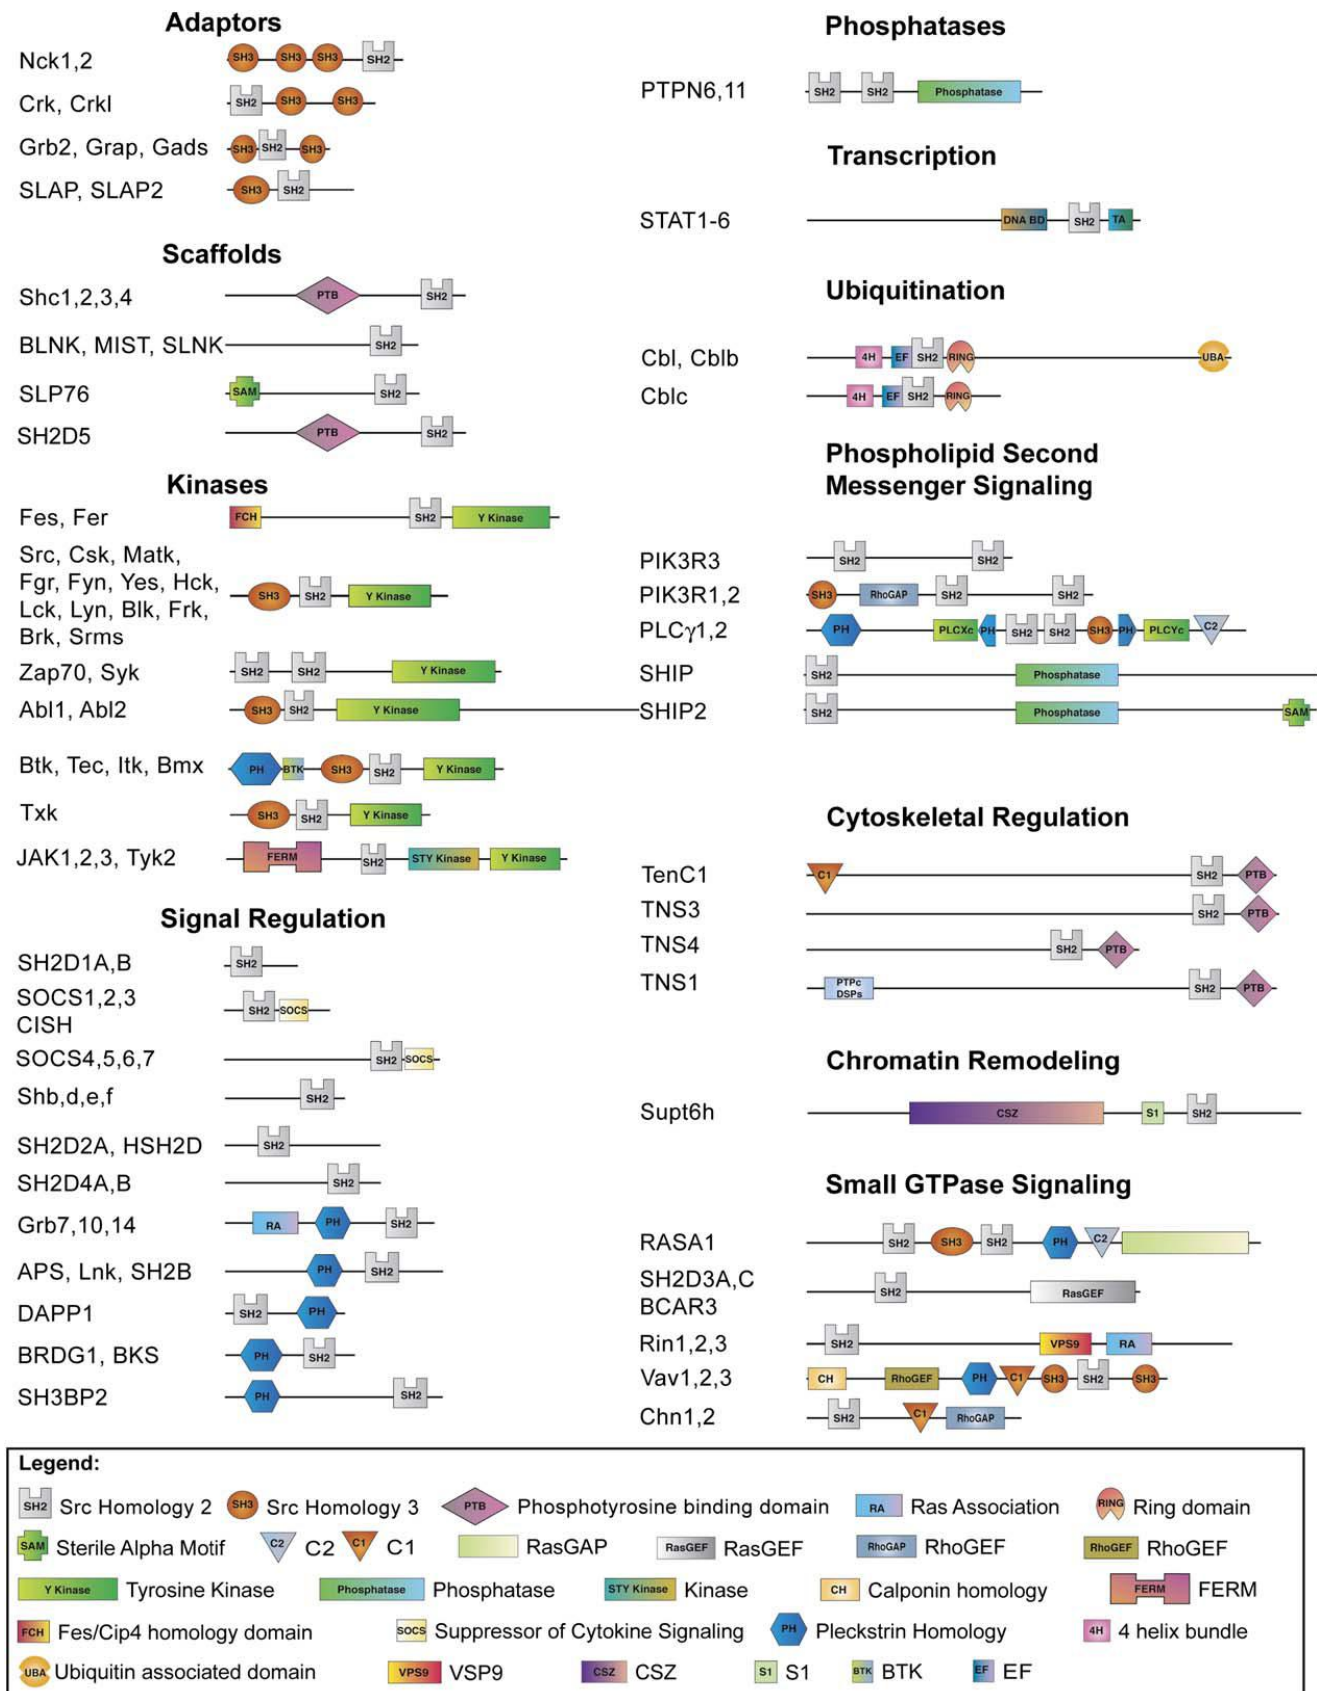 Adaptors
Nck1,2
SH3 SH3 SH3 SH2
Crk, Crkl
SH2 SH3 SH3
Grb2, Grap, Gads
SH3 SH2 SH3
SLAP, SLAP2
SH3 SH2
Scaffolds
Shc1,2,3,4
PTB SH2
BLNK, MIST, SLNK
SH2
SLP76
SAM SH2
SH2D5
PTB SH2
Kinases
Fes, Fer
FCH SH2 Y Kinase
Src, Csk, Matk,
Fgr, Fyn, Yes, Hck,
Lck, Lyn, Blk, Frk,
Brk, Srms
SH3 SH2 Y Kinase
Zap70, Syk
SH2 SH2 Y Kinase
Abl1, Abl2
SH3 SH2 Y Kinase
Btk, Tec, Itk, Bmx
PH BTK SH3 SH2 Y Kinase
Txk
SH3 SH2 Y Kinase
JAK1,2,3, Tyk2
FERM SH2 STY Kinase Y Kinase
Signal Regulation
SH2D1A,B
SH2
SOCS1,2,3
CISH
SH2 SOCS
SOCS4,5,6,7
SH2 SOCS
Shb,d,e,f
SH2
SH2D2A, HSH2D
SH2
SH2D4A,B
SH2
Grb7,10,14
RA PH SH2
APS, Lnk, SH2B
PH SH2
DAPP1
SH2 PH
BRDG1, BKS
PH SH2
SH3BP2
PH SH2
Phosphatases
PTPN6,11
SH2 SH2 Phosphatase
Transcription
STAT1-6
DNA BD SH2 TA
Ubiquitination
Cbl, Cblb
4H EF SH2 RING UBA
Cblc
4H EF SH2 RING
Phospholipid Second
Messenger Signaling
PIK3R3
SH2 SH2
PIK3R1,2
SH3 RhoGAP SH2 SH2
PLCγ1,2
PH PLCXc PH SH2 SH2 SH3 PH PLCYc C2
SHIP
SH2 Phosphatase
SHIP2
SH2 Phosphatase SAM
Cytoskeletal Regulation
TenC1
C1 SH2 PTB
TNS3
SH2 PTB
TNS4
SH2 PTB
TNS1
PTPc
DSPs
SH2 PTB
Chromatin Remodeling
Supt6h
CSZ S1 SH2
Small GTPase Signaling
RASA1
SH2 SH3 SH2 PH C2
SH2D3A,C
BCAR3
SH2 RasGEF
Rin1,2,3
SH2 VPS9 RA
Vav1,2,3
CH RhoGEF PH C1 SH3 SH2 SH3
Chn1,2
SH2 C1 RhoGAP
Legend:
SH2 Src Homology 2 SH3 Src Homology 3 PTB Phosphotyrosine binding domain RA Ras Association RING Ring domain
SAM Sterile Alpha Motif C2 C2 C1 C1 RasGAP RasGEF RasGEF RhoGAP RhoGEF RhoGEF RhoGEF
Y Kinase Tyrosine Kinase Phosphatase Phosphatase STY Kinase Kinase CH Calponin homology FERM FERM
FCH Fes/Cip4 homology domain SOCS Suppressor of Cytokine Signaling PH Pleckstrin Homology 4H 4 helix bundle
UBA Ubiquitin associated domain VPS9 VSP9 CSZ CSZ S1 S1 BTK BTK EF EF